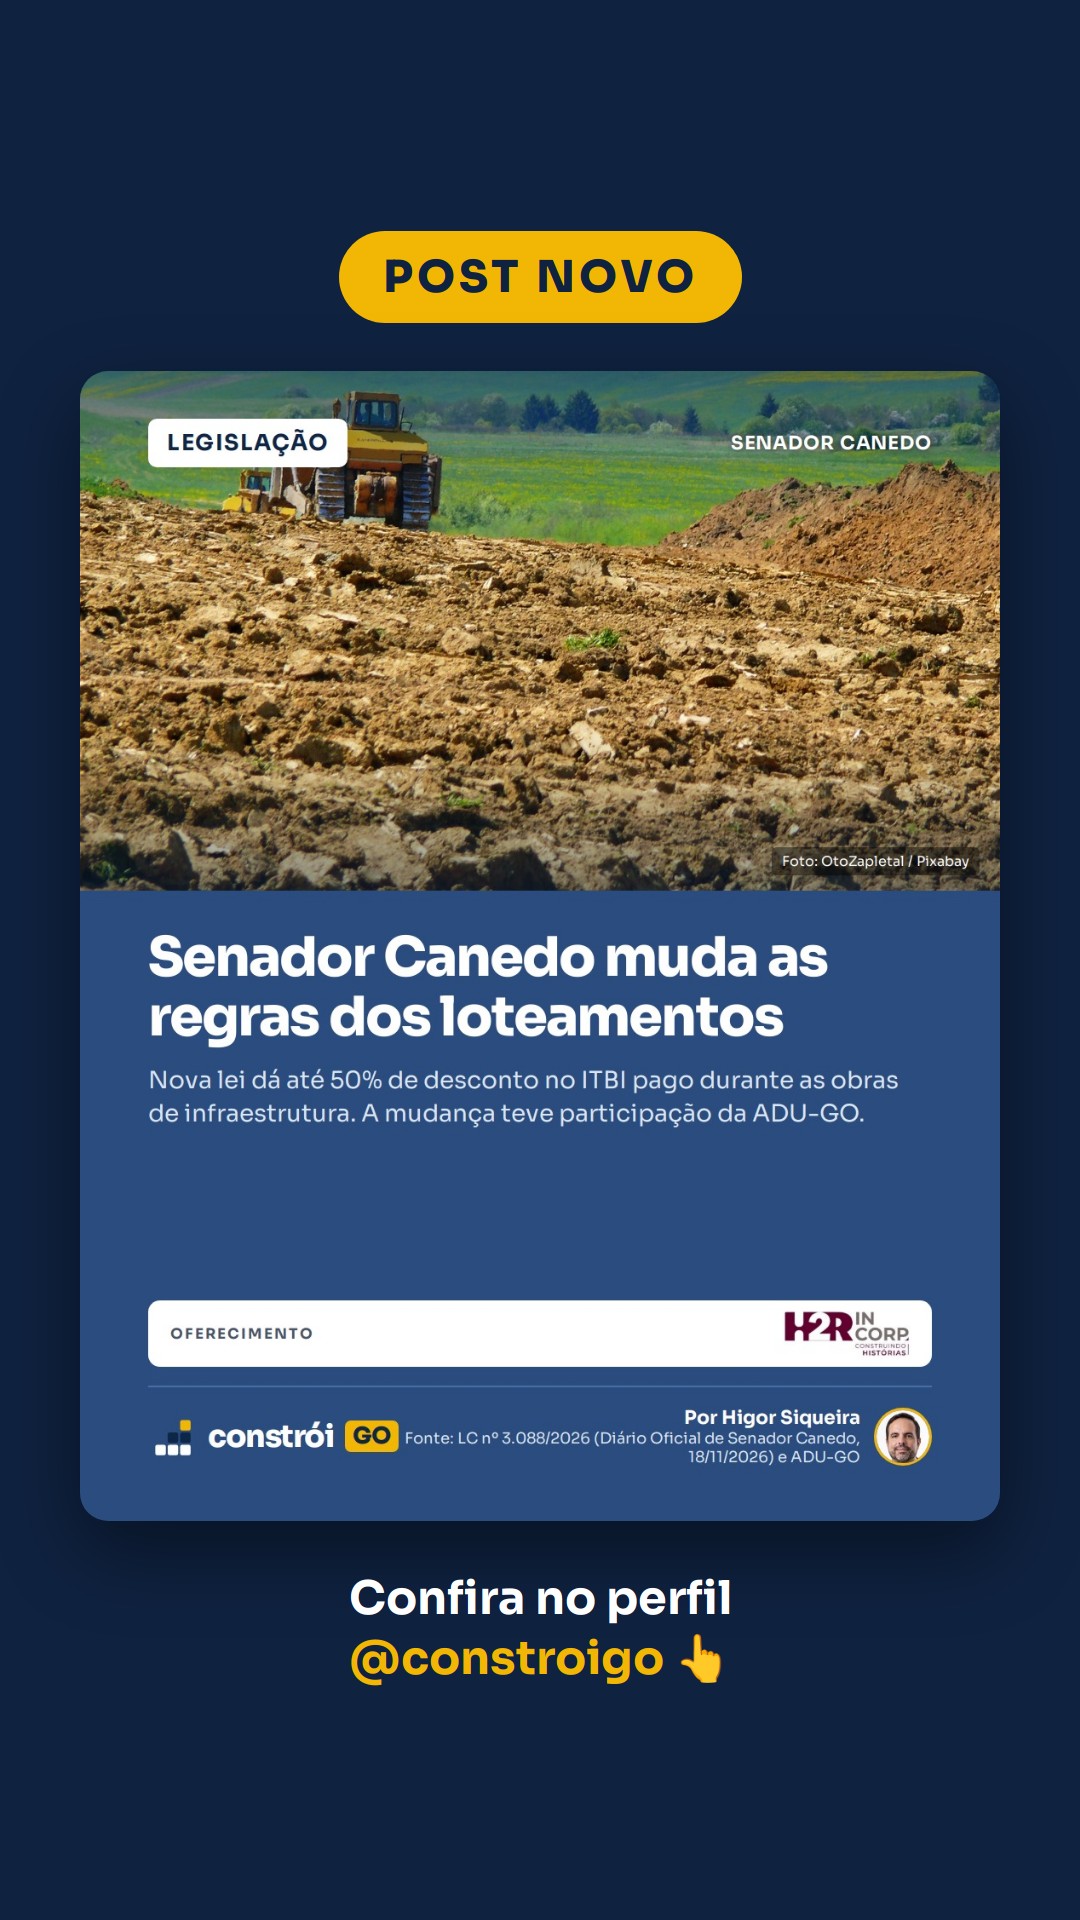 POST NOVO
LEGISLAÇÃO
SENADOR CANEDO
Foto: OtoZapletal / Pixabay
Senador Canedo muda as
regras dos loteamentos
Nova lei dá até 50% de desconto no ITBI pago durante as obras
de infraestrutura. A mudança teve participação da ADU-GO.
OFERECIMENTO
H2R IN
CORP.
CONSTRUINDO
HISTÓRIAS
constrói GO
Por Higor Siqueira
Fonte: LC nº 3.088/2026 (Diário Oficial de Senador Canedo,
18/11/2026) e ADU-GO
Confira no perfil
@constroigo 👆